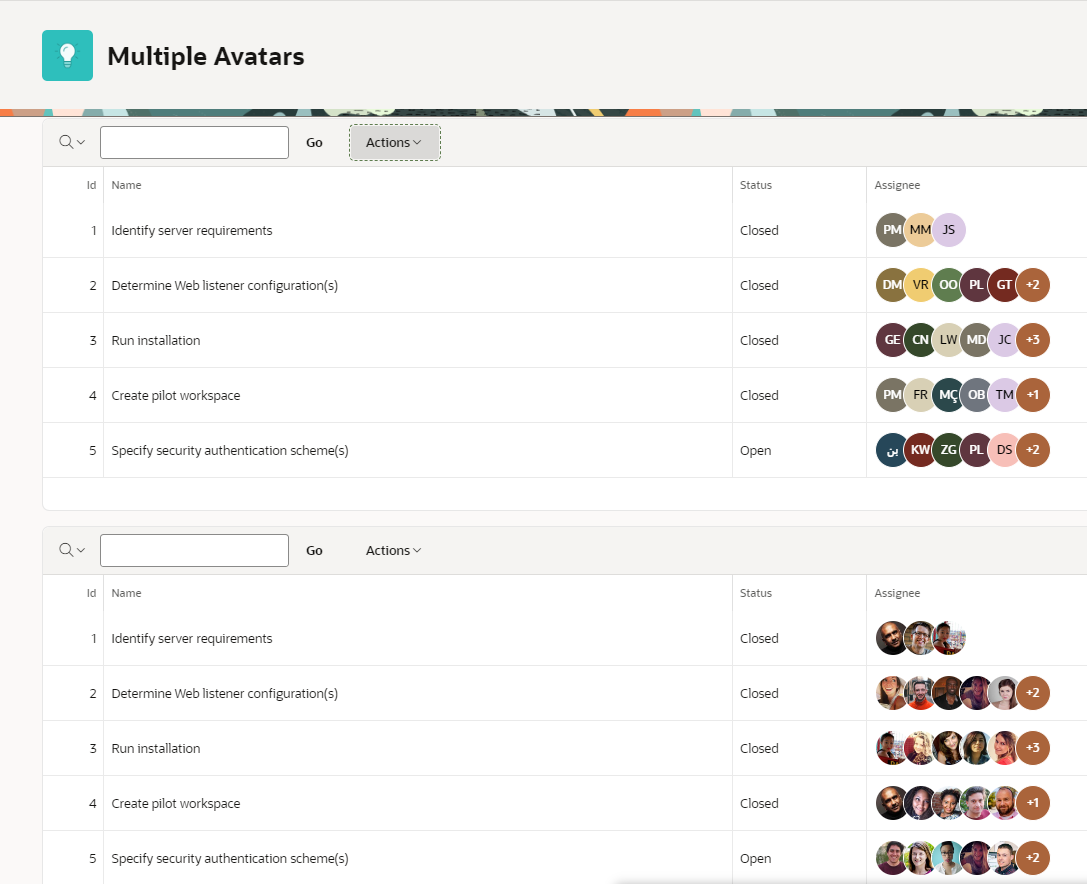 Multiple Avatars
Go Actions
Id Name Status Assignee
1 Identify server requirements Closed PM MM JS
2 Determine Web listener configuration(s) Closed DM VR OO PL GT +2
3 Run installation Closed GE CN LW MD JC +3
4 Create pilot workspace Closed PM FR MÇ OB TM +1
5 Specify security authentication scheme(s) Open بن KW ZG PL DS +2
Go Actions
Id Name Status Assignee
1 Identify server requirements Closed
2 Determine Web listener configuration(s) Closed +2
3 Run installation Closed +3
4 Create pilot workspace Closed +1
5 Specify security authentication scheme(s) Open +2